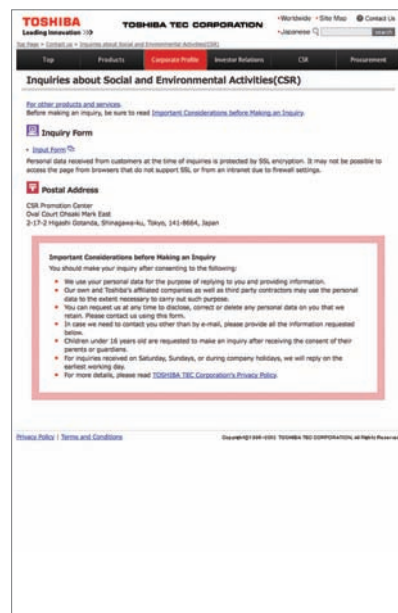 TOSHIBA
Leading Innovation >>>
TOSHIBA TEC CORPORATION
•Worldwide •Site Map Contact Us
•Japanese search
Top Page > Contact us > Inquiries about Social and Environmental Activities(CSR)
Top Products Corporate Profile Investor Relations CSR Procurement
Inquiries about Social and Environmental Activities(CSR)
For other products and services.
Before making an inquiry, be sure to read Important Considerations before Making an Inquiry.
Inquiry Form
• Input Form
Personal data received from customers at the time of inquiries is protected by SSL encryption. It may not be possible to
access the page from browsers that do not support SSL or from an intranet due to firewall settings.
Postal Address
CSR Promotion Center
Oval Court Ohsaki Mark East
2-17-2 Higashi Gotanda, Shinagawa-ku, Tokyo, 141-8664, Japan
Important Considerations before Making an Inquiry
You should make your inquiry after consenting to the following:
• We use your personal data for the purpose of replying to you and providing information.
• Our own and Toshiba's affiliated companies as well as third party contractors may use the personal
data to the extent necessary to carry out such purpose.
• You can request us at any time to disclose, correct or delete any personal data on you that we
retain. Please contact us using this form.
• In case we need to contact you other than by e-mail, please provide all the information requested
below.
• Children under 16 years old are requested to make an inquiry after receiving the consent of their
parents or guardians.
• For inquiries received on Saturday, Sundays, or during company holidays, we will reply on the
earliest working day.
• For more details, please read TOSHIBA TEC Corporation's Privacy Policy.
Privacy Policy | Terms and Conditions
TOSHIBA TEC CORPORATION, All Rights Reserved